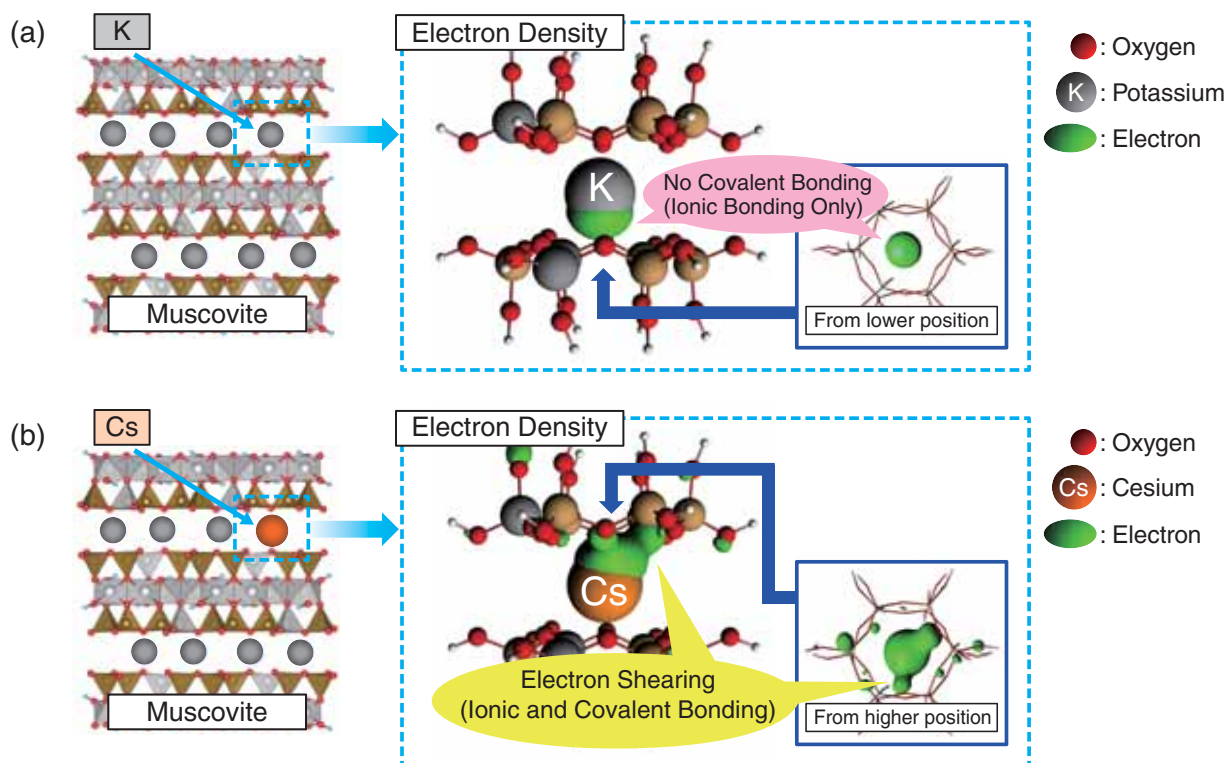 (a)
K
Electron Density
: Oxygen
K
: Potassium
: Electron
K
No Covalent Bonding
(Ionic Bonding Only)
From lower position
Muscovite
(b)
Cs
Electron Density
: Oxygen
Cs
: Cesium
: Electron
Cs
Electron Shearing
(Ionic and Covalent Bonding)
From higher position
Muscovite